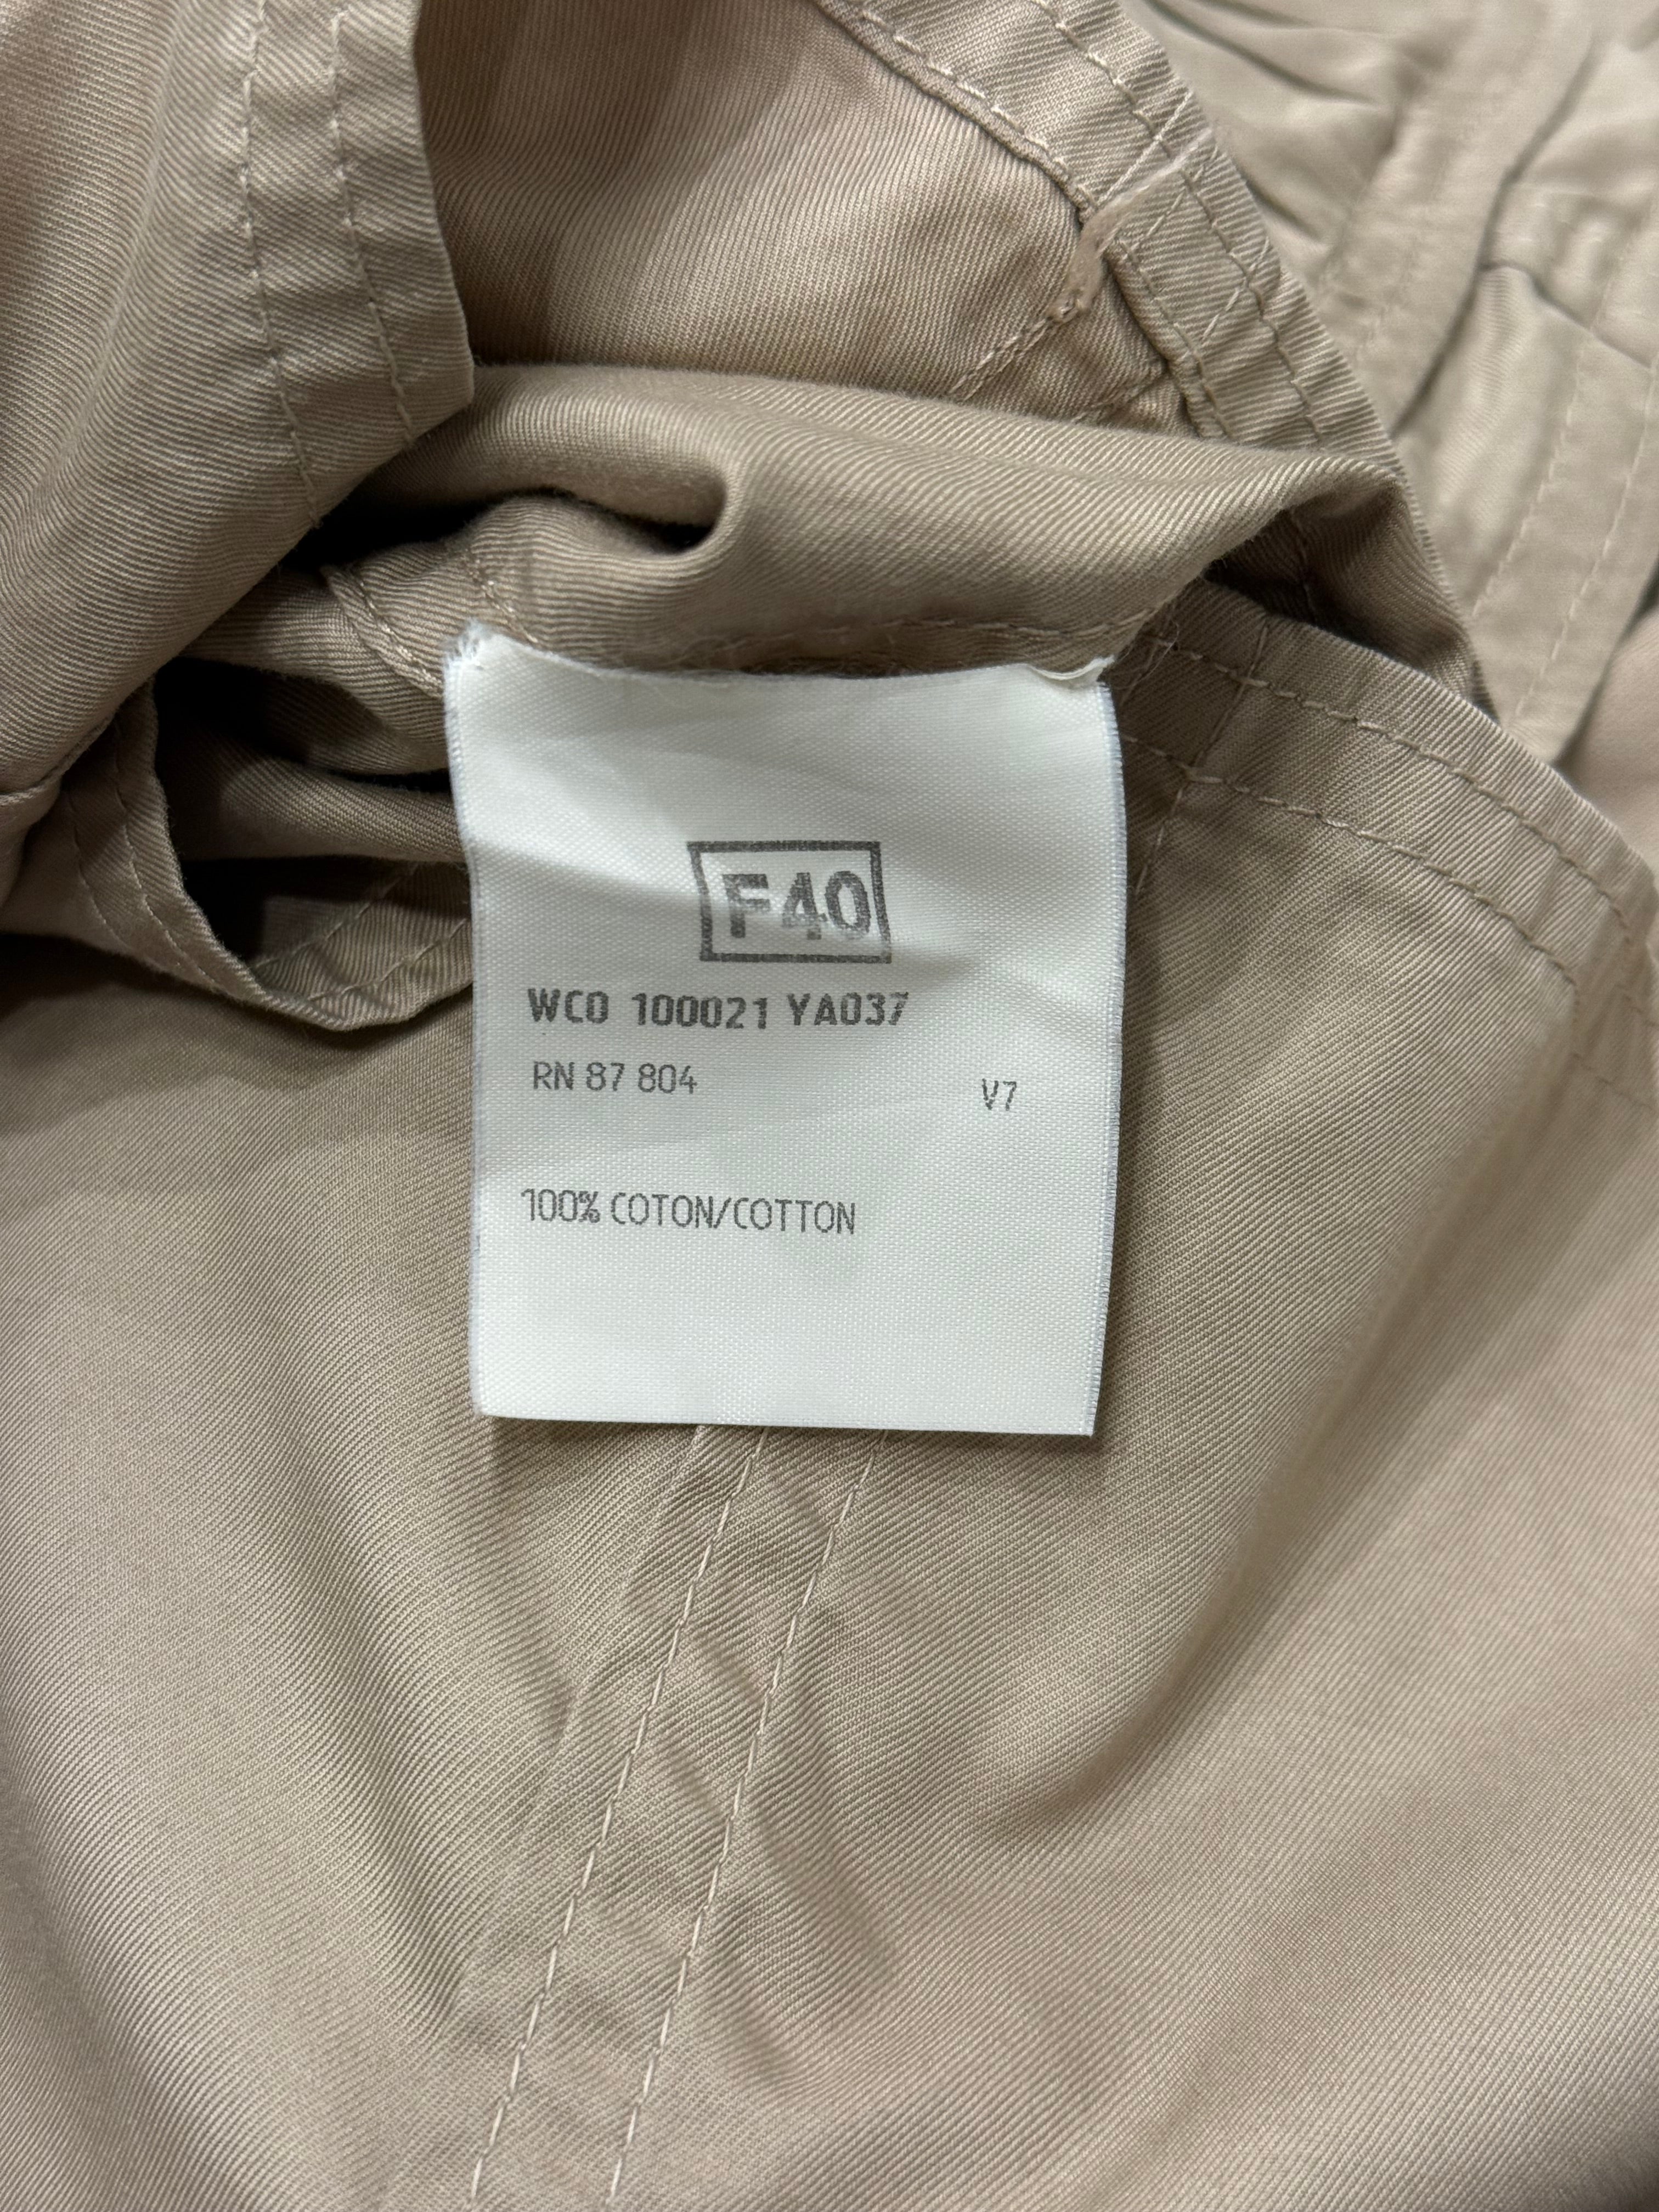 F40
WCO 100021 YA037
RN 87 804
V7
100% COTON/COTTON